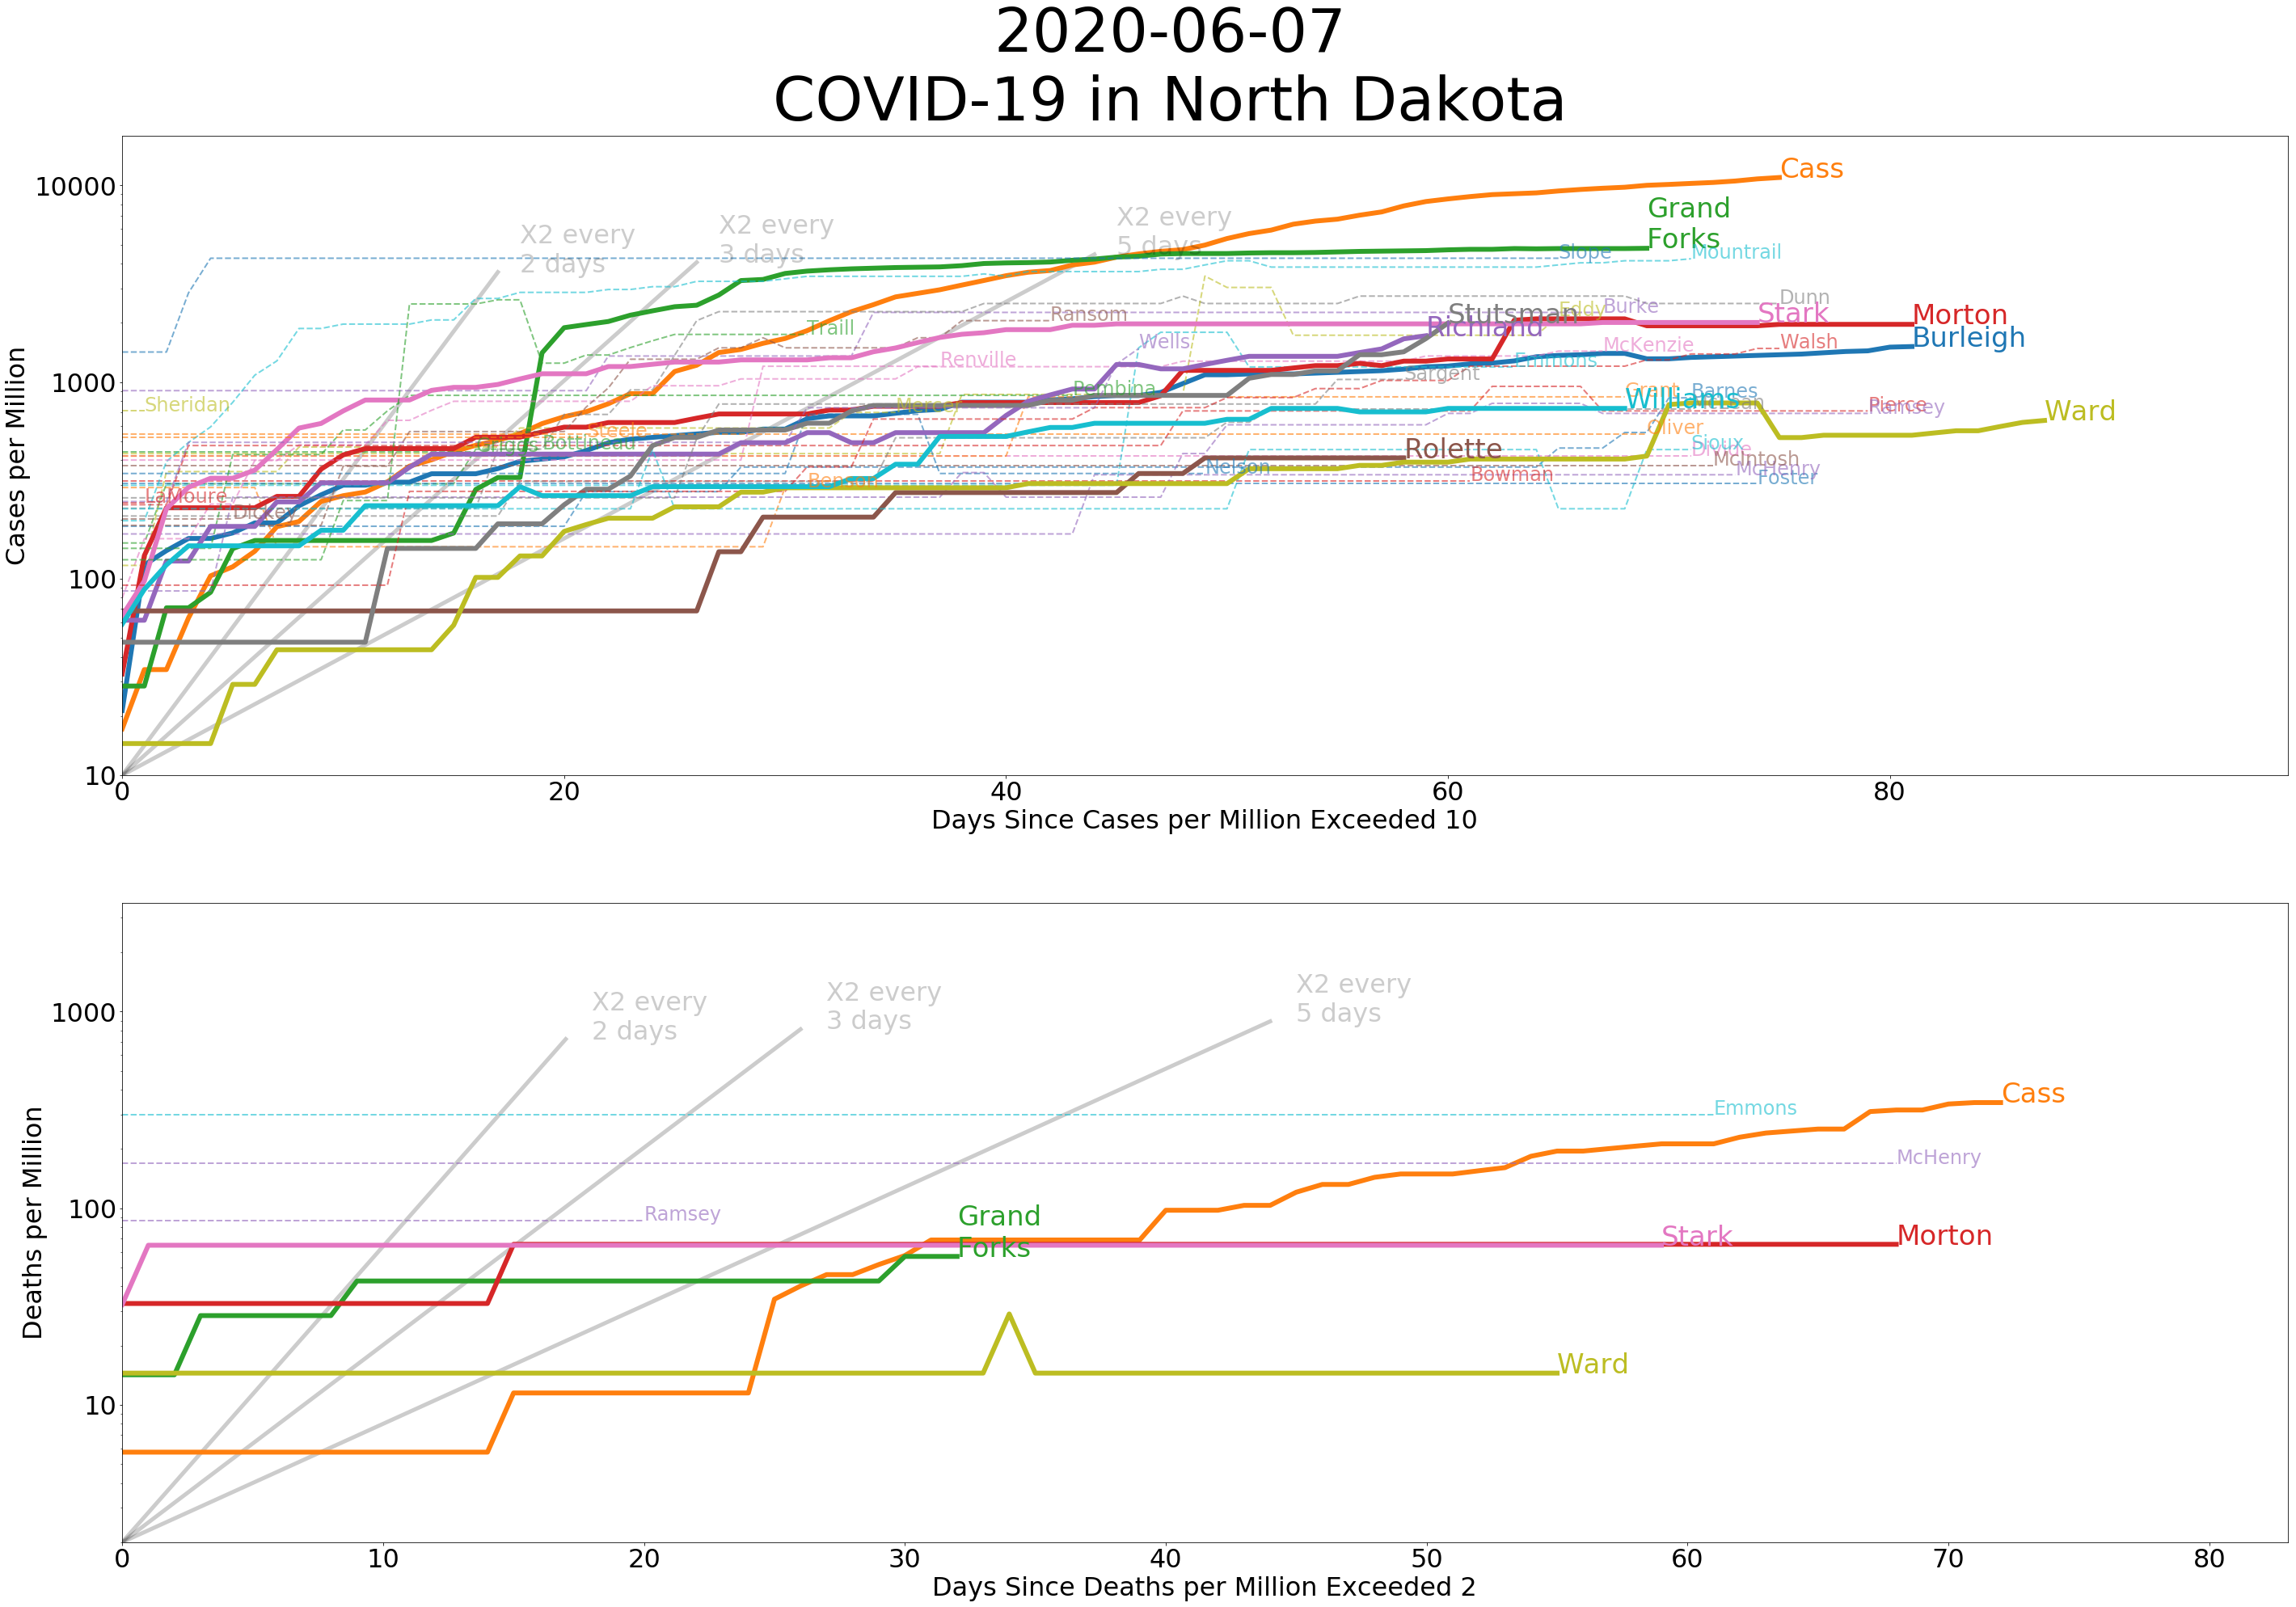 2020-06-07
COVID-19 in North Dakota
Cases per Million
10000
1000
100
10
0
20
40
60
80
Days Since Cases per Million Exceeded 10
X2 every
2 days
X2 every
3 days
X2 every
5 days
Cass
Grand
Forks
Slope
Mountrail
Dunn
Burke
Eddy
Ransom
Stutsman
Stark
Morton
Richland
Traill
Burleigh
Walsh
Wells
McKenzie
Renville
Emmons
Sargent
Pembina
Grant
Barnes
Williams
Sheridan
Mercer
Pierce
Ramsey
Ward
Steele
Oliver
Bottineau
Griggs
Sioux
Divide
Rolette
McIntosh
Nelson
McHenry
Bowman
Foster
Benson
LaMoure
Dickey
Deaths per Million
1000
100
10
0
10
20
30
40
50
60
70
80
Days Since Deaths per Million Exceeded 2
X2 every
2 days
X2 every
3 days
X2 every
5 days
Cass
Emmons
McHenry
Ramsey
Grand
Forks
Stark
Morton
Ward